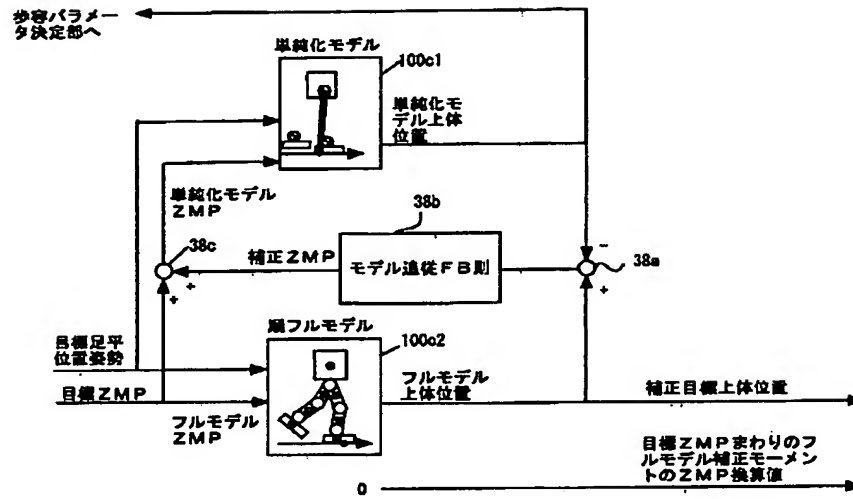 歩容パラメー
タ決定部へ
単純化モデル
100c1
単純化モ
デル上体
位置
単純化モデル
ZMP
38b
38c
補正ZMP
モデル追従FB則
−
38a
+
+
+
順フルモデル
100c2
目標足平
位置姿勢
目標ZMP
フルモデル
ZMP
フルモデル
上体位置
補正目標上体位置
目標ZMPまわりのフ
ルモデル補正モーメン
トのZMP換算値
0